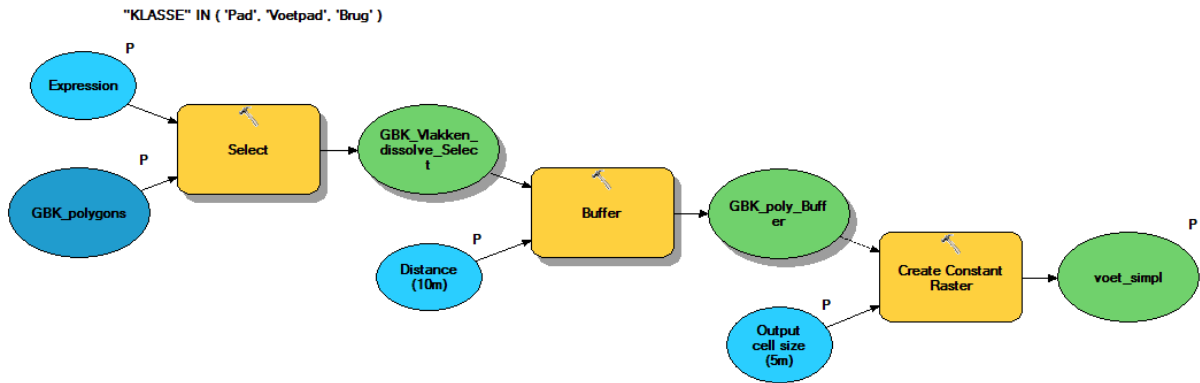 "KLASSE" IN ( 'Pad', 'Voetpad', 'Brug' )
P
Expression
P
GBK_polygons
Select
GBK_Vlakken_
dissolve_Selec
t
P
Distance
(10m)
Buffer
GBK_poly_Buff
er
P
Output
cell size
(5m)
Create Constant
Raster
P
voet_simpl